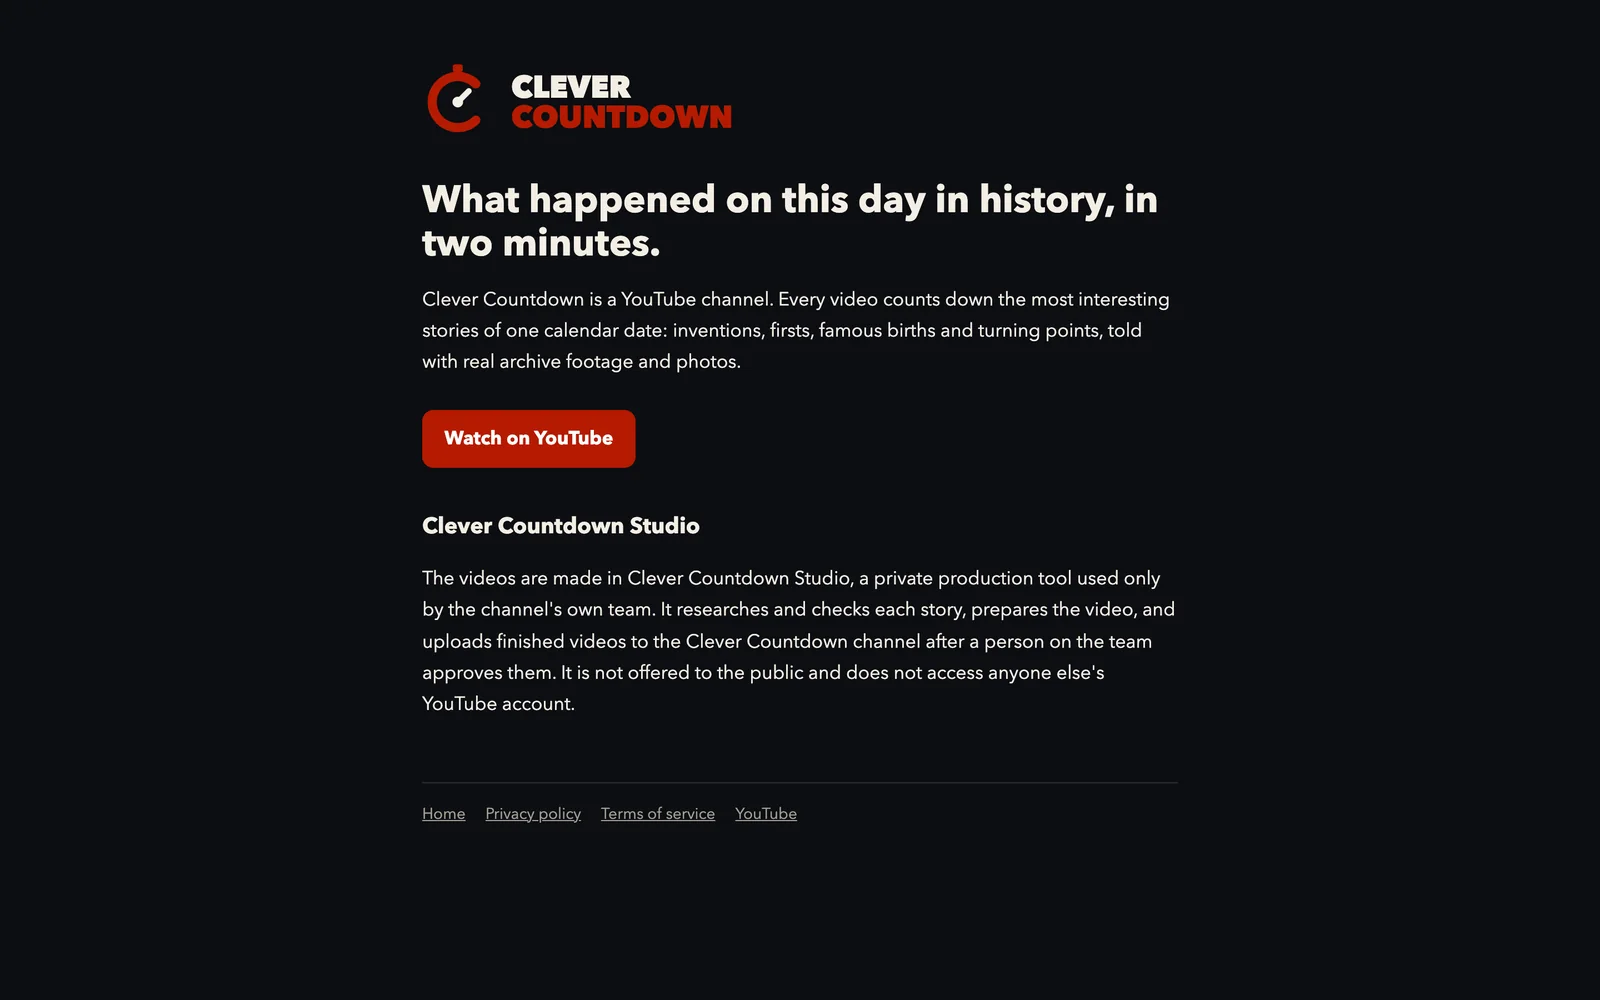 CLEVER
COUNTDOWN
What happened on this day in history, in
two minutes.
Clever Countdown is a YouTube channel. Every video counts down the most interesting
stories of one calendar date: inventions, firsts, famous births and turning points, told
with real archive footage and photos.
Watch on YouTube
Clever Countdown Studio
The videos are made in Clever Countdown Studio, a private production tool used only
by the channel's own team. It researches and checks each story, prepares the video, and
uploads finished videos to the Clever Countdown channel after a person on the team
approves them. It is not offered to the public and does not access anyone else's
YouTube account.
Home Privacy policy Terms of service YouTube